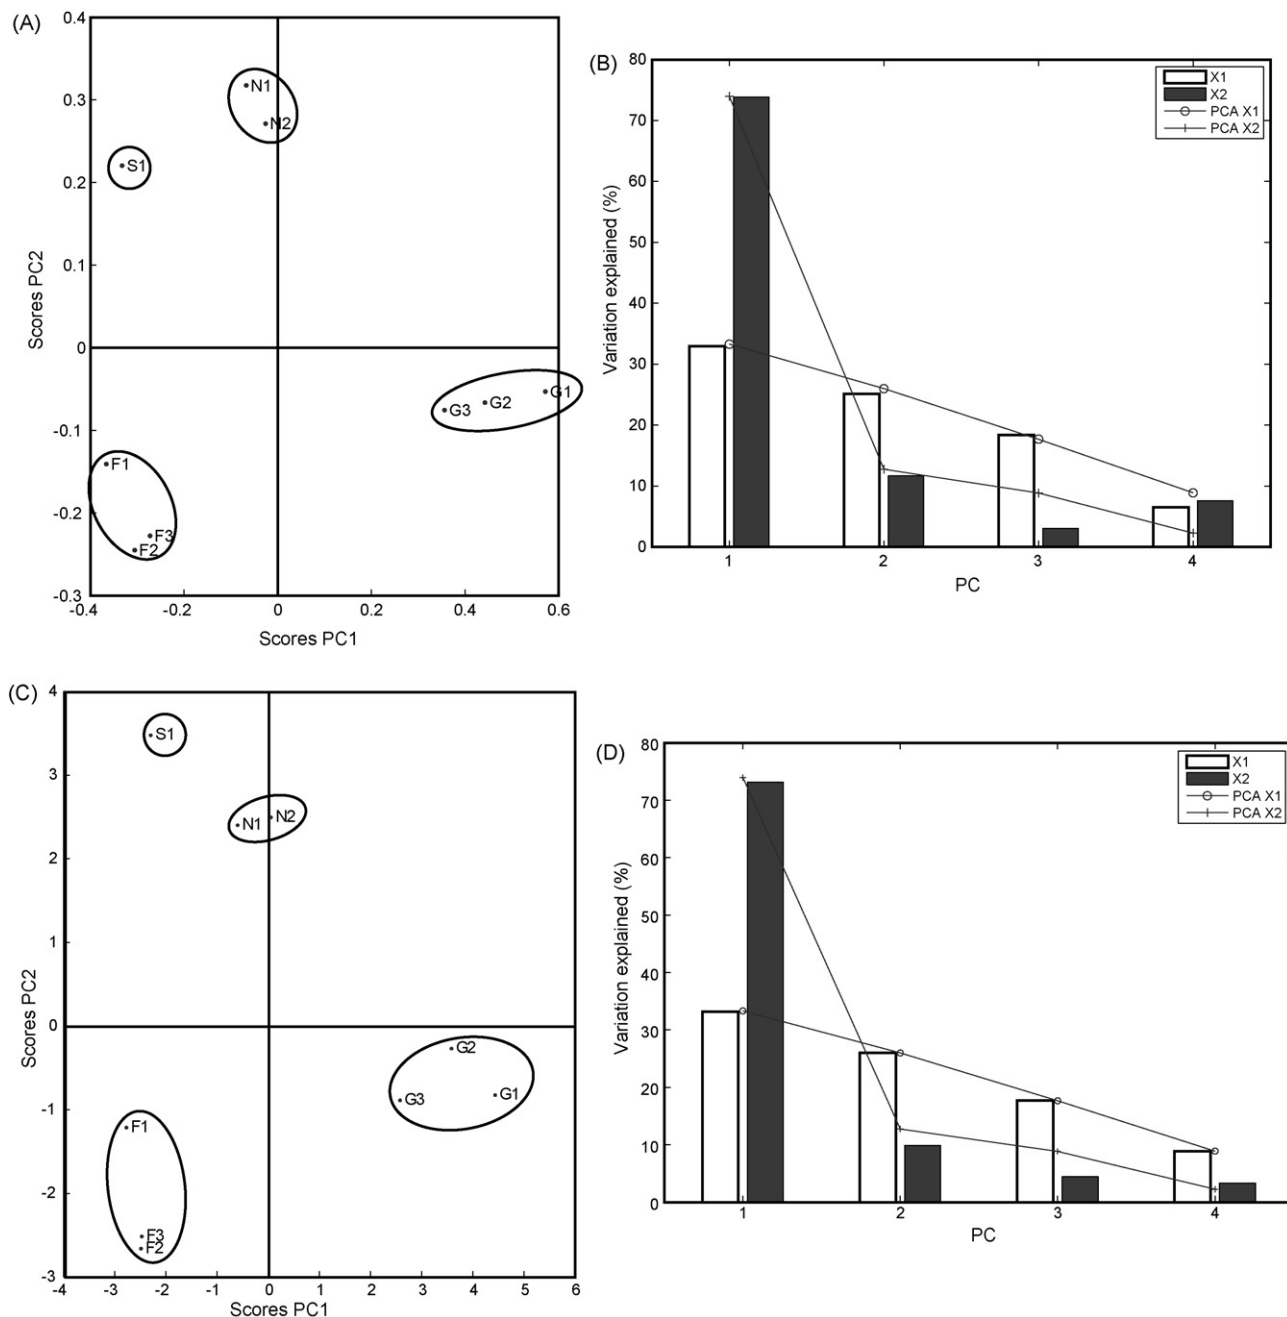 (A)
0.4
0.3
0.2
0.1
0
-0.1
-0.2
-0.3
-0.4
-0.2
0
0.2
0.4
0.6
Scores PC2
Scores PC1
N1
N2
S1
G3
G2
G1
F1
F3
F2
(B)
80
70
60
50
40
30
20
10
0
1
2
3
4
Variation explained (%)
PC
X1
X2
PCA X1
PCA X2
(C)
4
3
2
1
0
-1
-2
-3
-4
-3
-2
-1
0
1
2
3
4
5
6
Scores PC2
Scores PC1
S1
N1
N2
G2
G3
G1
F1
F3
F2
(D)
80
70
60
50
40
30
20
10
0
1
2
3
4
Variation explained (%)
PC
X1
X2
PCA X1
PCA X2